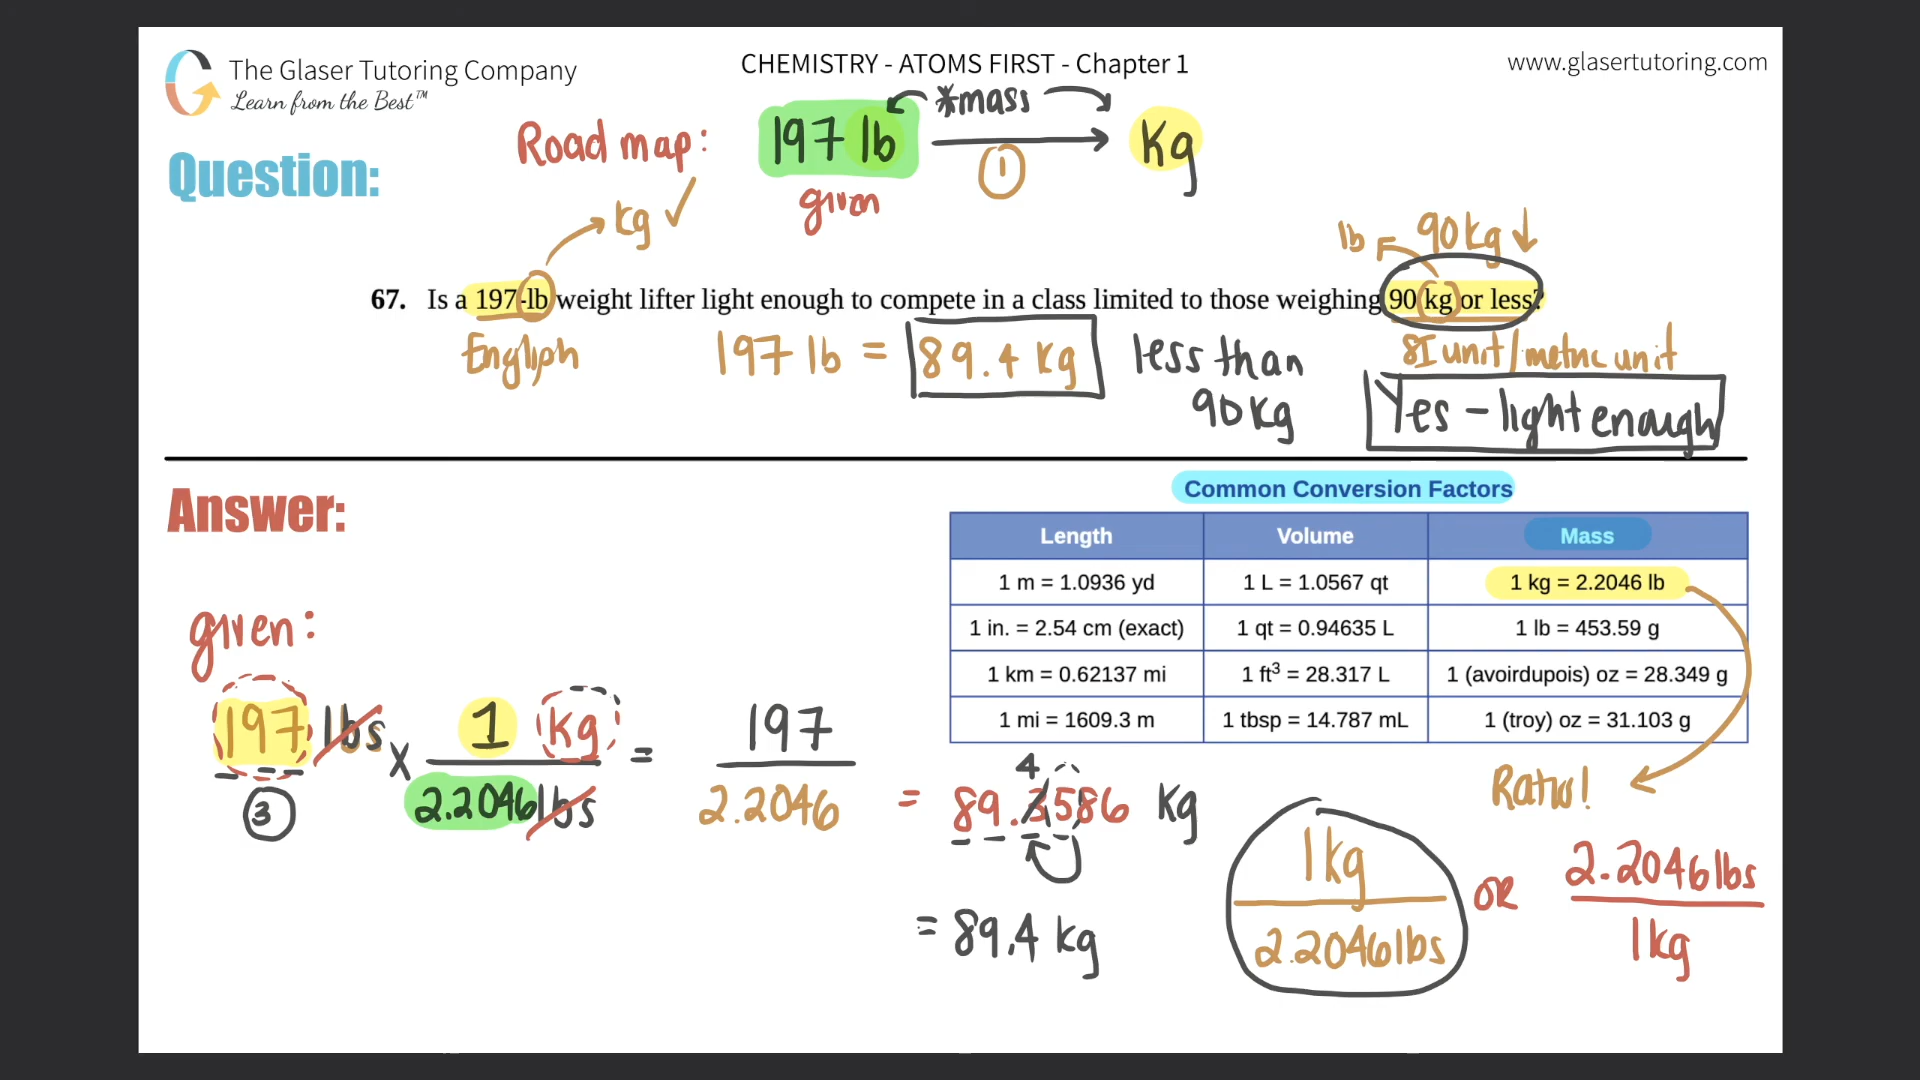 The Glaser Tutoring Company
Learn from the Best™
CHEMISTRY - ATOMS FIRST - Chapter 1
www.glasertutoring.com
*mass
Road map: 197 lb Kg
1
given
Question:
kg ✓
lb 90 kg ↓
67. Is a 197-lb weight lifter light enough to compete in a class limited to those weighing 90 kg or less?
English
197 lb = 89.4 kg
less than
90 kg
SI unit / metric unit
Yes - light enough
Answer:
Common Conversion Factors
Length Volume Mass
1 m = 1.0936 yd 1 L = 1.0567 qt 1 kg = 2.2046 lb
1 in. = 2.54 cm (exact) 1 qt = 0.94635 L 1 lb = 453.59 g
1 km = 0.62137 mi 1 ft³ = 28.317 L 1 (avoirdupois) oz = 28.349 g
1 mi = 1609.3 m 1 tbsp = 14.787 mL 1 (troy) oz = 31.103 g
given:
197 lbs x 1 kg = 197
2.2046 lbs 2.2046
3
4
= 89.3586 kg
= 89.4 kg
Ratio!
1 kg
2.2046 lbs
OR
2.2046 lbs
1 kg